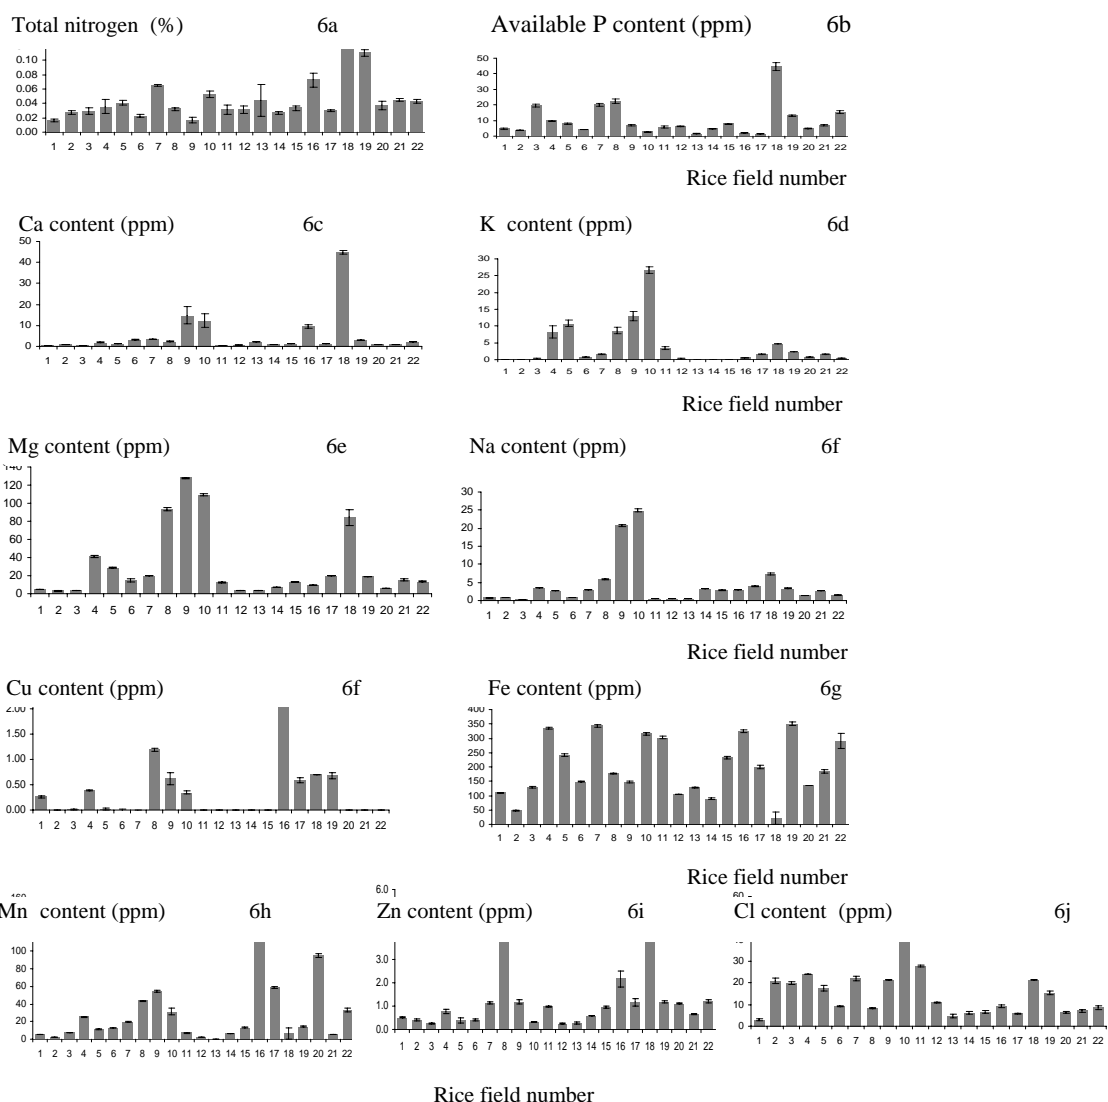 Total nitrogen (%) 6a
0.10
0.08
0.06
0.04
0.02
0.00
1 2 3 4 5 6 7 8 9 10 11 12 13 14 15 16 17 18 19 20 21 22
Available P content (ppm) 6b
50
40
30
20
10
0
1 2 3 4 5 6 7 8 9 10 11 12 13 14 15 16 17 18 19 20 21 22
Rice field number
Ca content (ppm) 6c
50
40
30
20
10
0
1 2 3 4 5 6 7 8 9 10 11 12 13 14 15 16 17 18 19 20 21 22
K content (ppm) 6d
30
25
20
15
10
5
0
1 2 3 4 5 6 7 8 9 10 11 12 13 14 15 16 17 18 19 20 21 22
Rice field number
Mg content (ppm) 6e
140
120
100
80
60
40
20
0
1 2 3 4 5 6 7 8 9 10 11 12 13 14 15 16 17 18 19 20 21 22
Na content (ppm) 6f
30
25
20
15
10
5
0
1 2 3 4 5 6 7 8 9 10 11 12 13 14 15 16 17 18 19 20 21 22
Rice field number
Cu content (ppm) 6f
2.00
1.50
1.00
0.50
0.00
1 2 3 4 5 6 7 8 9 10 11 12 13 14 15 16 17 18 19 20 21 22
Fe content (ppm) 6g
400
350
300
250
200
150
100
50
0
1 2 3 4 5 6 7 8 9 10 11 12 13 14 15 16 17 18 19 20 21 22
Rice field number
Mn content (ppm) 6h
100
80
60
40
20
0
1 2 3 4 5 6 7 8 9 10 11 12 13 14 15 16 17 18 19 20 21 22
6.0
Zn content (ppm) 6i
3.0
2.0
1.0
0.0
1 2 3 4 5 6 7 8 9 10 11 12 13 14 15 16 17 18 19 20 21 22
Cl content (ppm) 6j
30
20
10
0
1 2 3 4 5 6 7 8 9 10 11 12 13 14 15 16 17 18 19 20 21 22
Rice field number